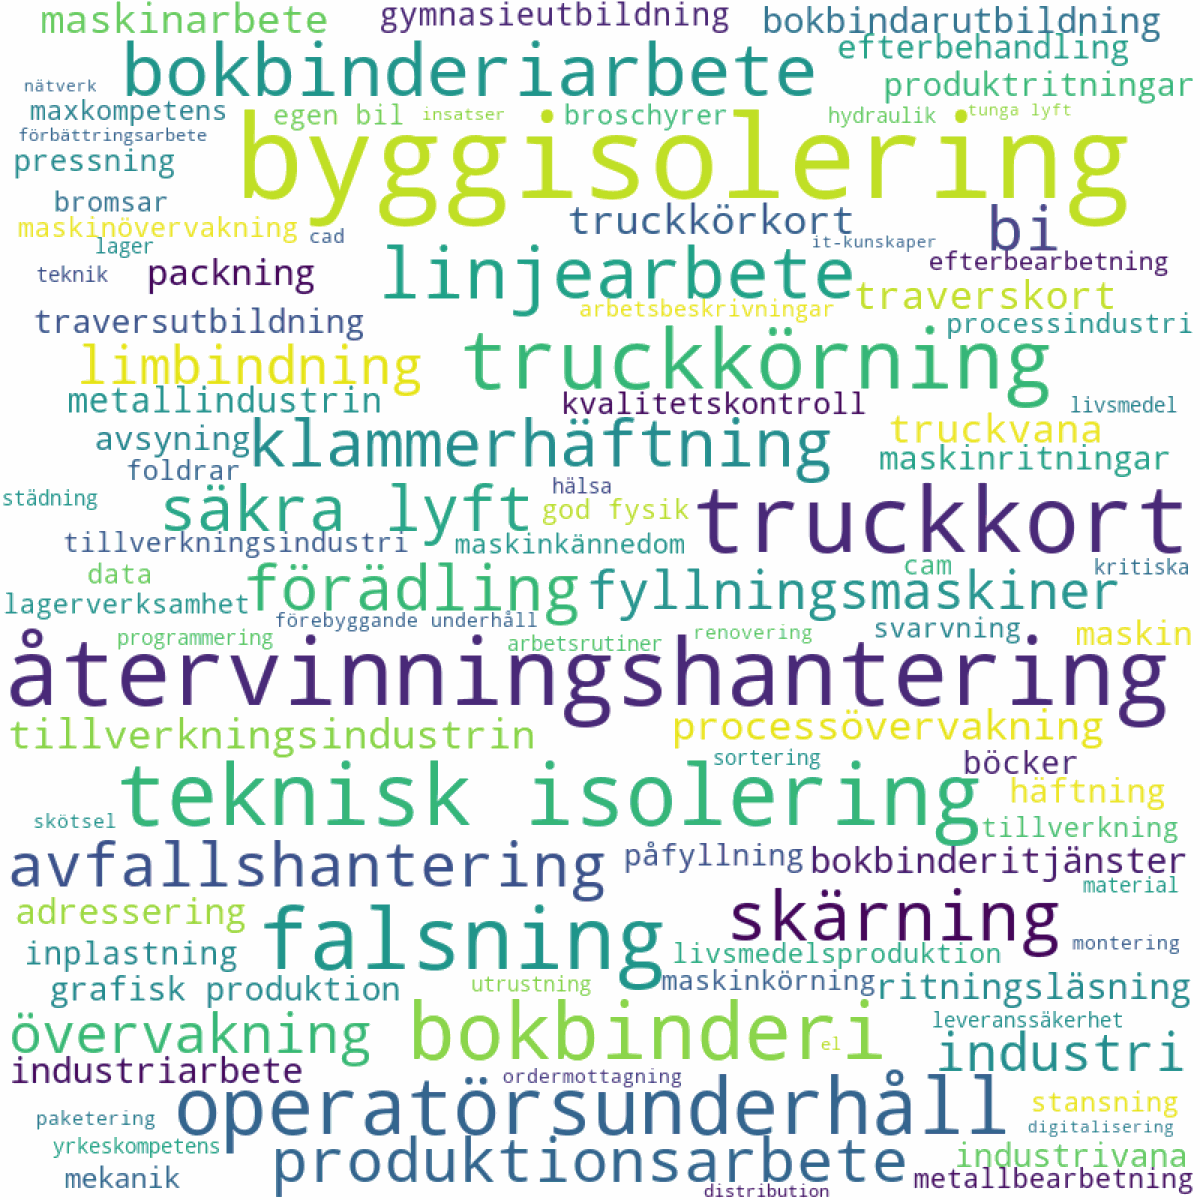 maskinarbete
gymnasieutbildning
bokbindarutbildning
bokbinderiarbete
efterbehandling
nätverk
produktritningar
maxkompetens
egen bil
insatser
broschyrer
hydraulik
tunga lyft
förbättringsarbete
byggisolering
pressning
bromsar
maskinövervakning
cad
truckkörkort
bi
lager
it-kunskaper
teknik
packning
linjearbete
efterbearbetning
traversutbildning
arbetsbeskrivningar
traverskort
processindustri
limbindning
truckkörning
metallindustrin
kvalitetskontroll
livsmedel
avsyning
klammerhäftning
truckvana
foldrar
maskinritningar
städning
säkra lyft
hälsa
god fysik
truckkort
tillverkningsindustri
maskinkännedom
data
förädling
fyllningsmaskiner
cam
kritiska
lagerverksamhet
förebyggande underhåll
programmering
arbetsrutiner
renovering
svarvning
maskin
återvinningshantering
tillverkningsindustrin
processövervakning
sortering
böcker
teknisk isolering
häftning
skötsel
tillverkning
avfallshantering
påfyllning
bokbinderitjänster
material
adressering
falsning
skärning
inplastning
livsmedelsproduktion
montering
grafisk produktion
utrustning
maskinkörning
ritningsläsning
övervakning
bokbinderi
el
leveranssäkerhet
industri
industriarbete
ordermottagning
operatörsunderhåll
paketering
stansning
digitalisering
yrkeskompetens
produktionsarbete
industrivana
mekanik
metallbearbetning
distribution